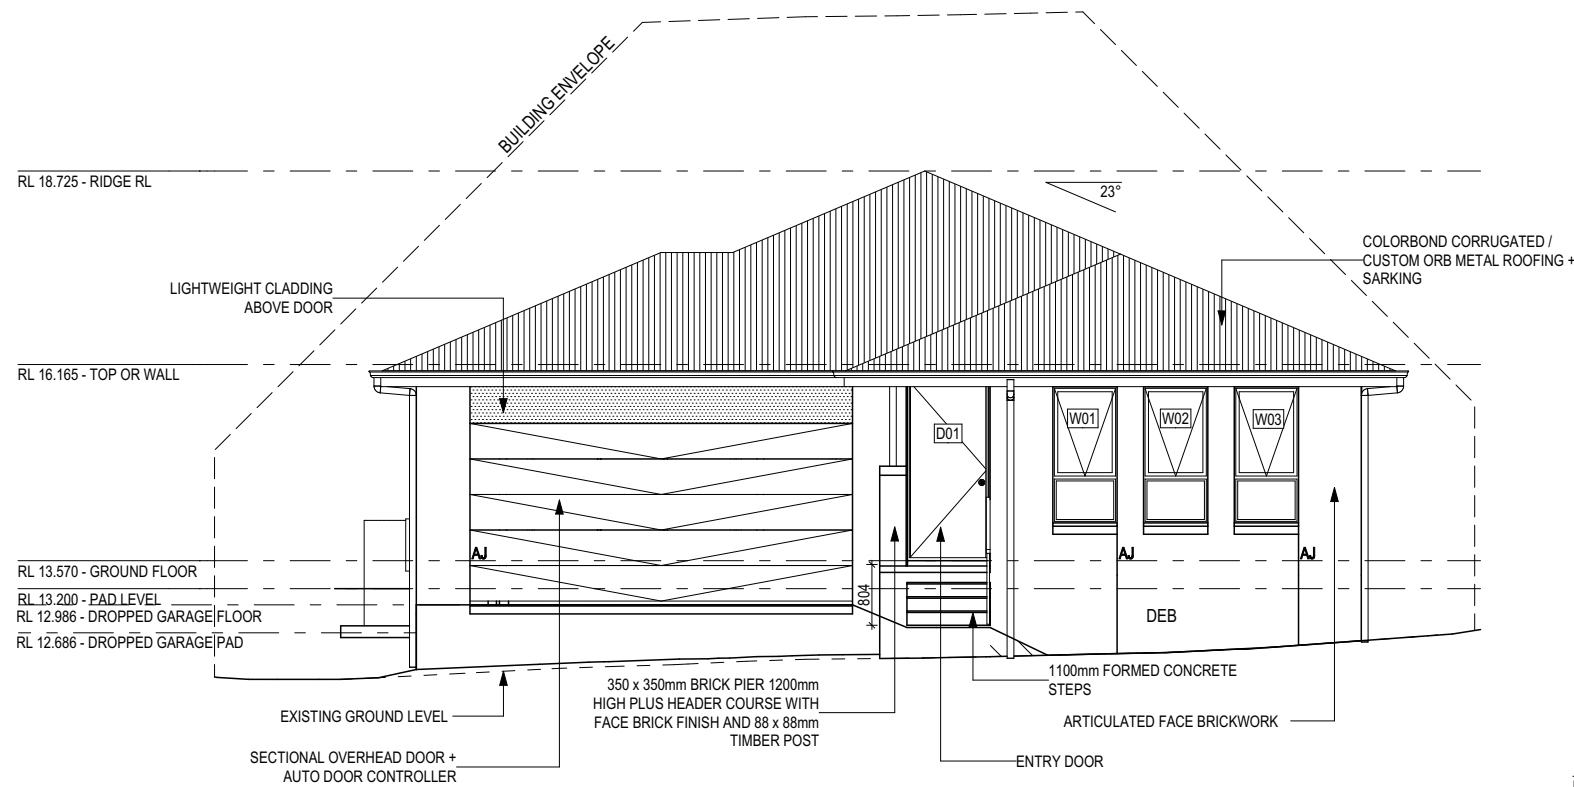 BUILDING ENVELOPE
RL 18.725 - RIDGE RL
23°
COLORBOND CORRUGATED /
CUSTOM ORB METAL ROOFING +
SARKING
LIGHTWEIGHT CLADDING
ABOVE DOOR
RL 16.165 - TOP OR WALL
D01
W01
W02
W03
AJ
AJ
AJ
RL 13.570 - GROUND FLOOR
RL 13.200 - PAD LEVEL
RL 12.986 - DROPPED GARAGE FLOOR
RL 12.686 - DROPPED GARAGE PAD
804
DEB
1100mm FORMED CONCRETE
STEPS
350 x 350mm BRICK PIER 1200mm
HIGH PLUS HEADER COURSE WITH
FACE BRICK FINISH AND 88 x 88mm
TIMBER POST
EXISTING GROUND LEVEL
ARTICULATED FACE BRICKWORK
SECTIONAL OVERHEAD DOOR +
AUTO DOOR CONTROLLER
ENTRY DOOR